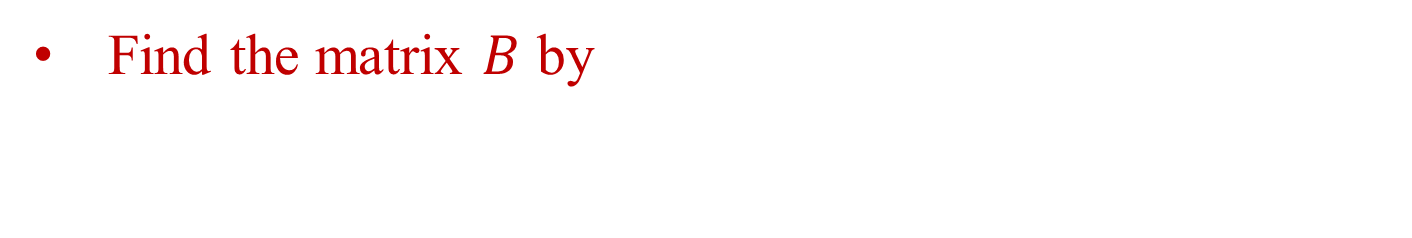 • Find the matrix B by